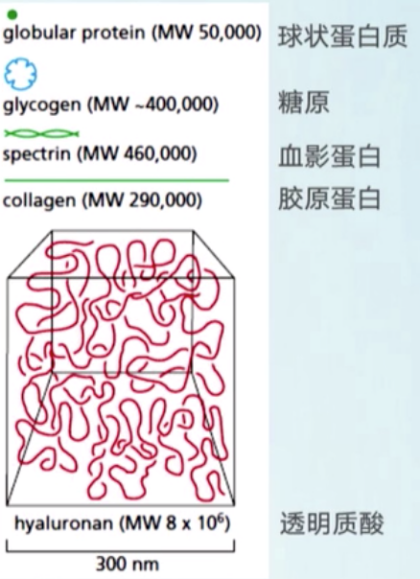 globular protein (MW 50,000) 球状蛋白质
glycogen (MW ~400,000) 糖原
spectrin (MW 460,000) 血影蛋白
collagen (MW 290,000) 胶原蛋白
hyaluronan (MW 8 x 10⁶) 透明质酸
300 nm